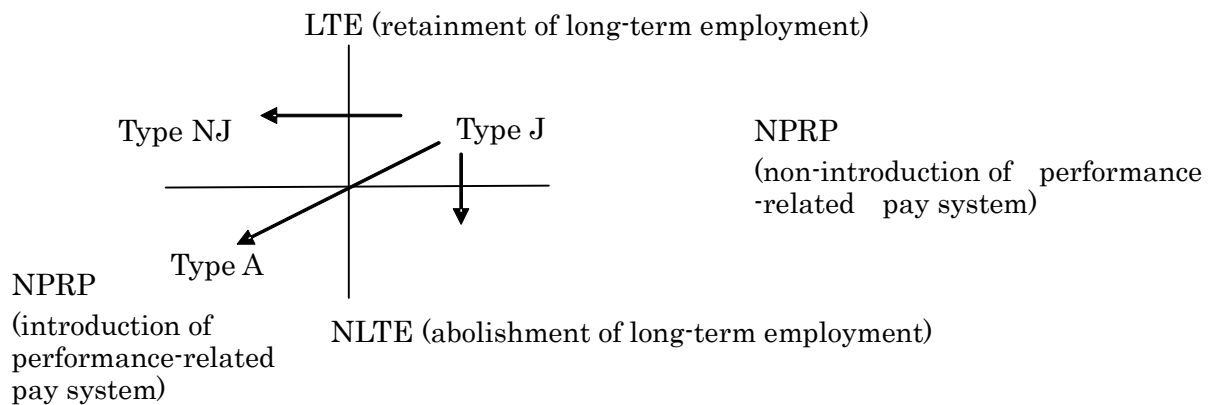 LTE (retainment of long-term employment)
Type NJ
Type J
NPRP
(non-introduction of performance
-related pay system)
Type A
NPRP
(introduction of
performance-related
pay system)
NLTE (abolishment of long-term employment)